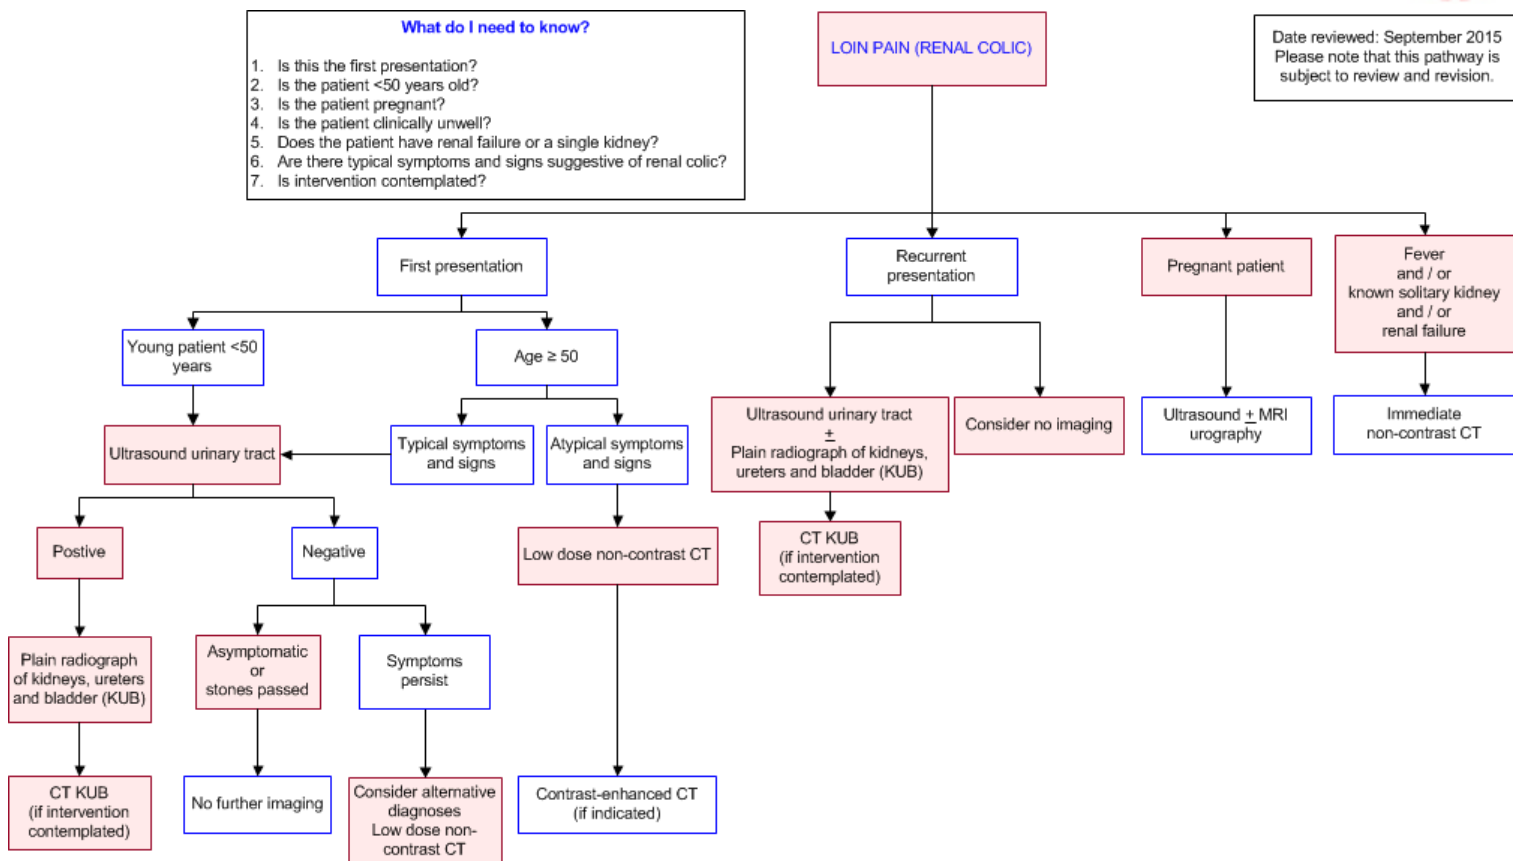 What do I need to know?
1. Is this the first presentation?
2. Is the patient <50 years old?
3. Is the patient pregnant?
4. Is the patient clinically unwell?
5. Does the patient have renal failure or a single kidney?
6. Are there typical symptoms and signs suggestive of renal colic?
7. Is intervention contemplated?
LOIN PAIN (RENAL COLIC)
Date reviewed: September 2015
Please note that this pathway is
subject to review and revision.
First presentation
Recurrent
presentation
Pregnant patient
Fever
and / or
known solitary kidney
and / or
renal failure
Young patient <50
years
Age ≥ 50
Ultrasound urinary tract
Typical symptoms
and signs
Atypical symptoms
and signs
Ultrasound urinary tract
±
Plain radiograph of kidneys,
ureters and bladder (KUB)
Consider no imaging
Ultrasound ± MRI
urography
Immediate
non-contrast CT
Postive
Negative
Low dose non-contrast CT
CT KUB
(if intervention
contemplated)
Plain radiograph
of kidneys, ureters
and bladder (KUB)
Asymptomatic
or
stones passed
Symptoms
persist
CT KUB
(if intervention
contemplated)
No further imaging
Consider alternative
diagnoses
Low dose non-
contrast CT
Contrast-enhanced CT
(if indicated)